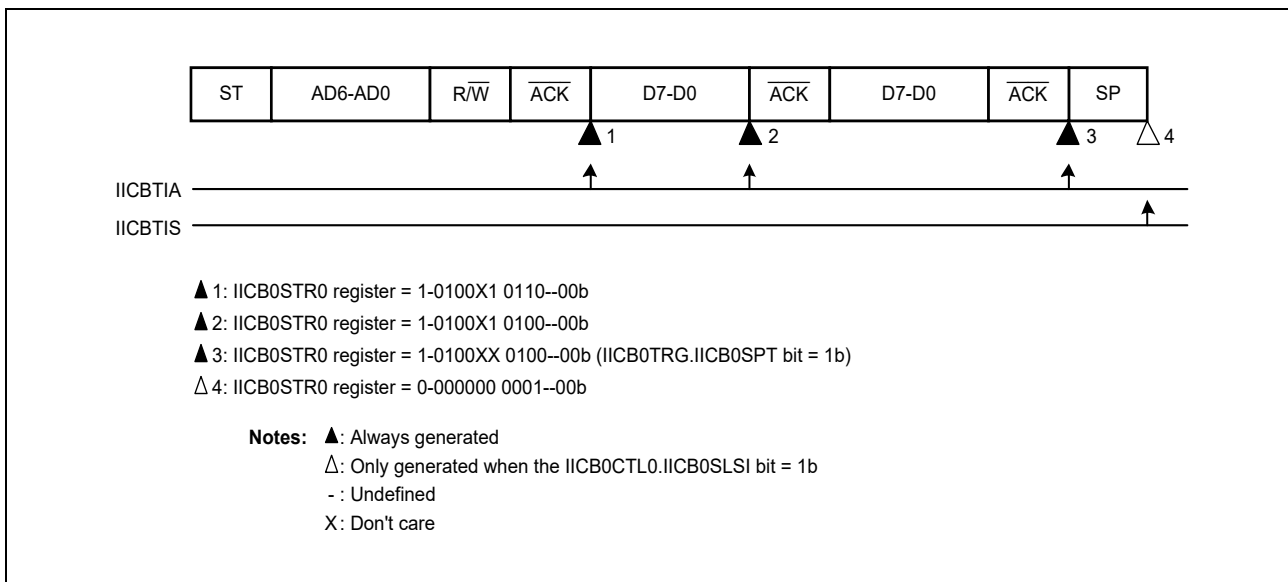 ST AD6-AD0 R/W ACK D7-D0 ACK D7-D0 ACK SP
▲ 1 ▲ 2 ▲ 3 △ 4
IICBTIA
IICBTIS
▲ 1: IICB0STR0 register = 1-0100X1 0110--00b
▲ 2: IICB0STR0 register = 1-0100X1 0100--00b
▲ 3: IICB0STR0 register = 1-0100XX 0100--00b (IICB0TRG.IICB0SPT bit = 1b)
△ 4: IICB0STR0 register = 0-000000 0001--00b
Notes: ▲: Always generated
△: Only generated when the IICB0CTL0.IICB0SLSI bit = 1b
- : Undefined
X: Don't care